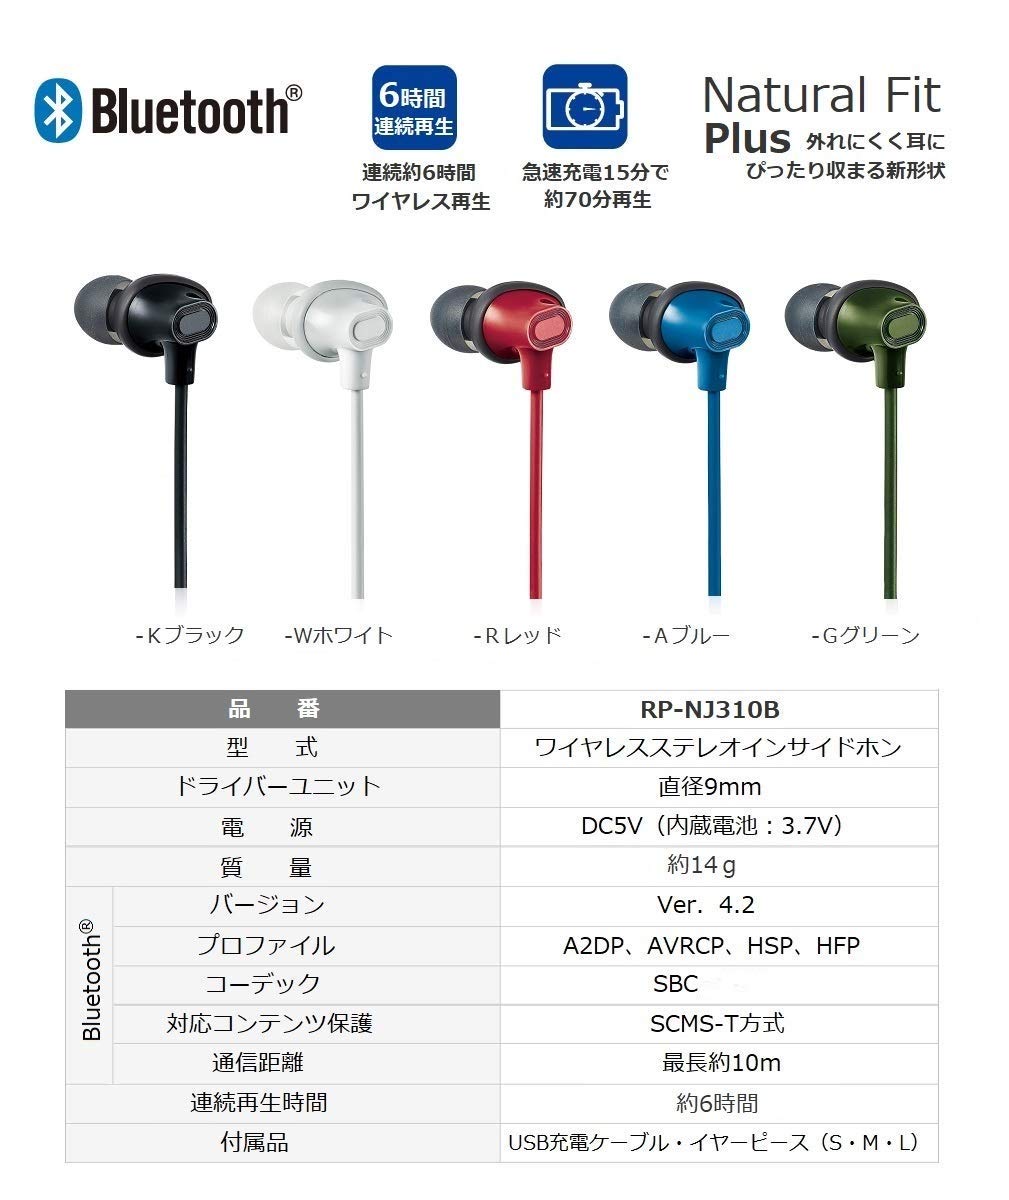 Bluetooth®
6時間
連続再生
連続約6時間
ワイヤレス再生
急速充電15分で
約70分再生
Natural Fit
Plus 外れにくく耳に
ぴったり収まる新形状
-Kブラック -Wホワイト -Rレッド -Aブルー -Gグリーン
品番 RP-NJ310B
型式 ワイヤレスステレオインサイドホン
ドライバーユニット 直径9mm
電源 DC5V（内蔵電池：3.7V）
質量 約14g
Bluetooth®
バージョン Ver. 4.2
プロファイル A2DP、AVRCP、HSP、HFP
コーデック SBC
対応コンテンツ保護 SCMS-T方式
通信距離 最長約10m
連続再生時間 約6時間
付属品 USB充電ケーブル・イヤーピース（S・M・L）